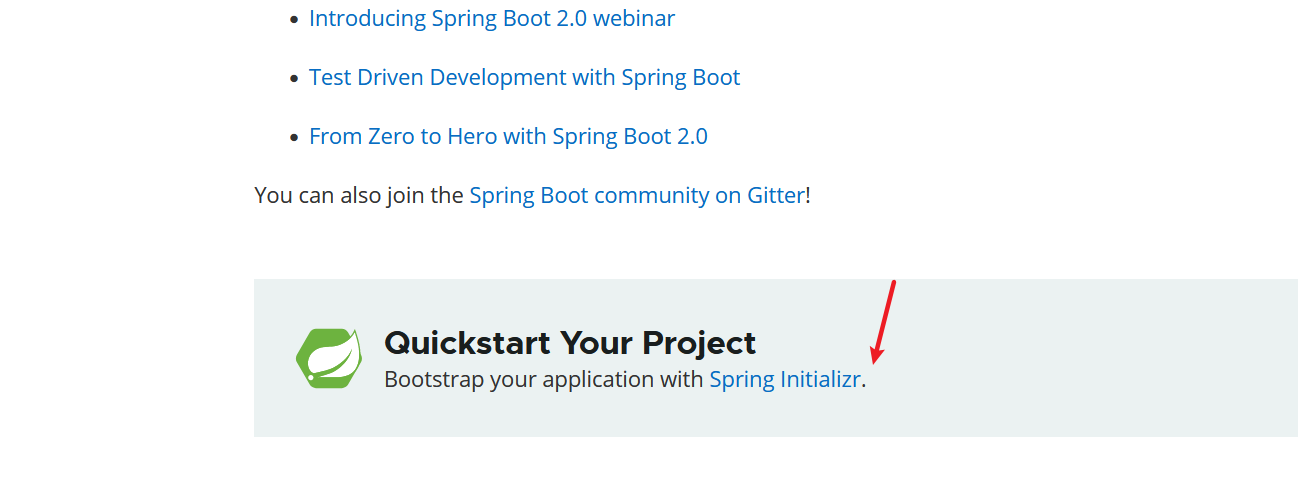 Introducing Spring Boot 2.0 webinar
Test Driven Development with Spring Boot
From Zero to Hero with Spring Boot 2.0
You can also join the Spring Boot community on Gitter!
Quickstart Your Project
Bootstrap your application with Spring Initializr.